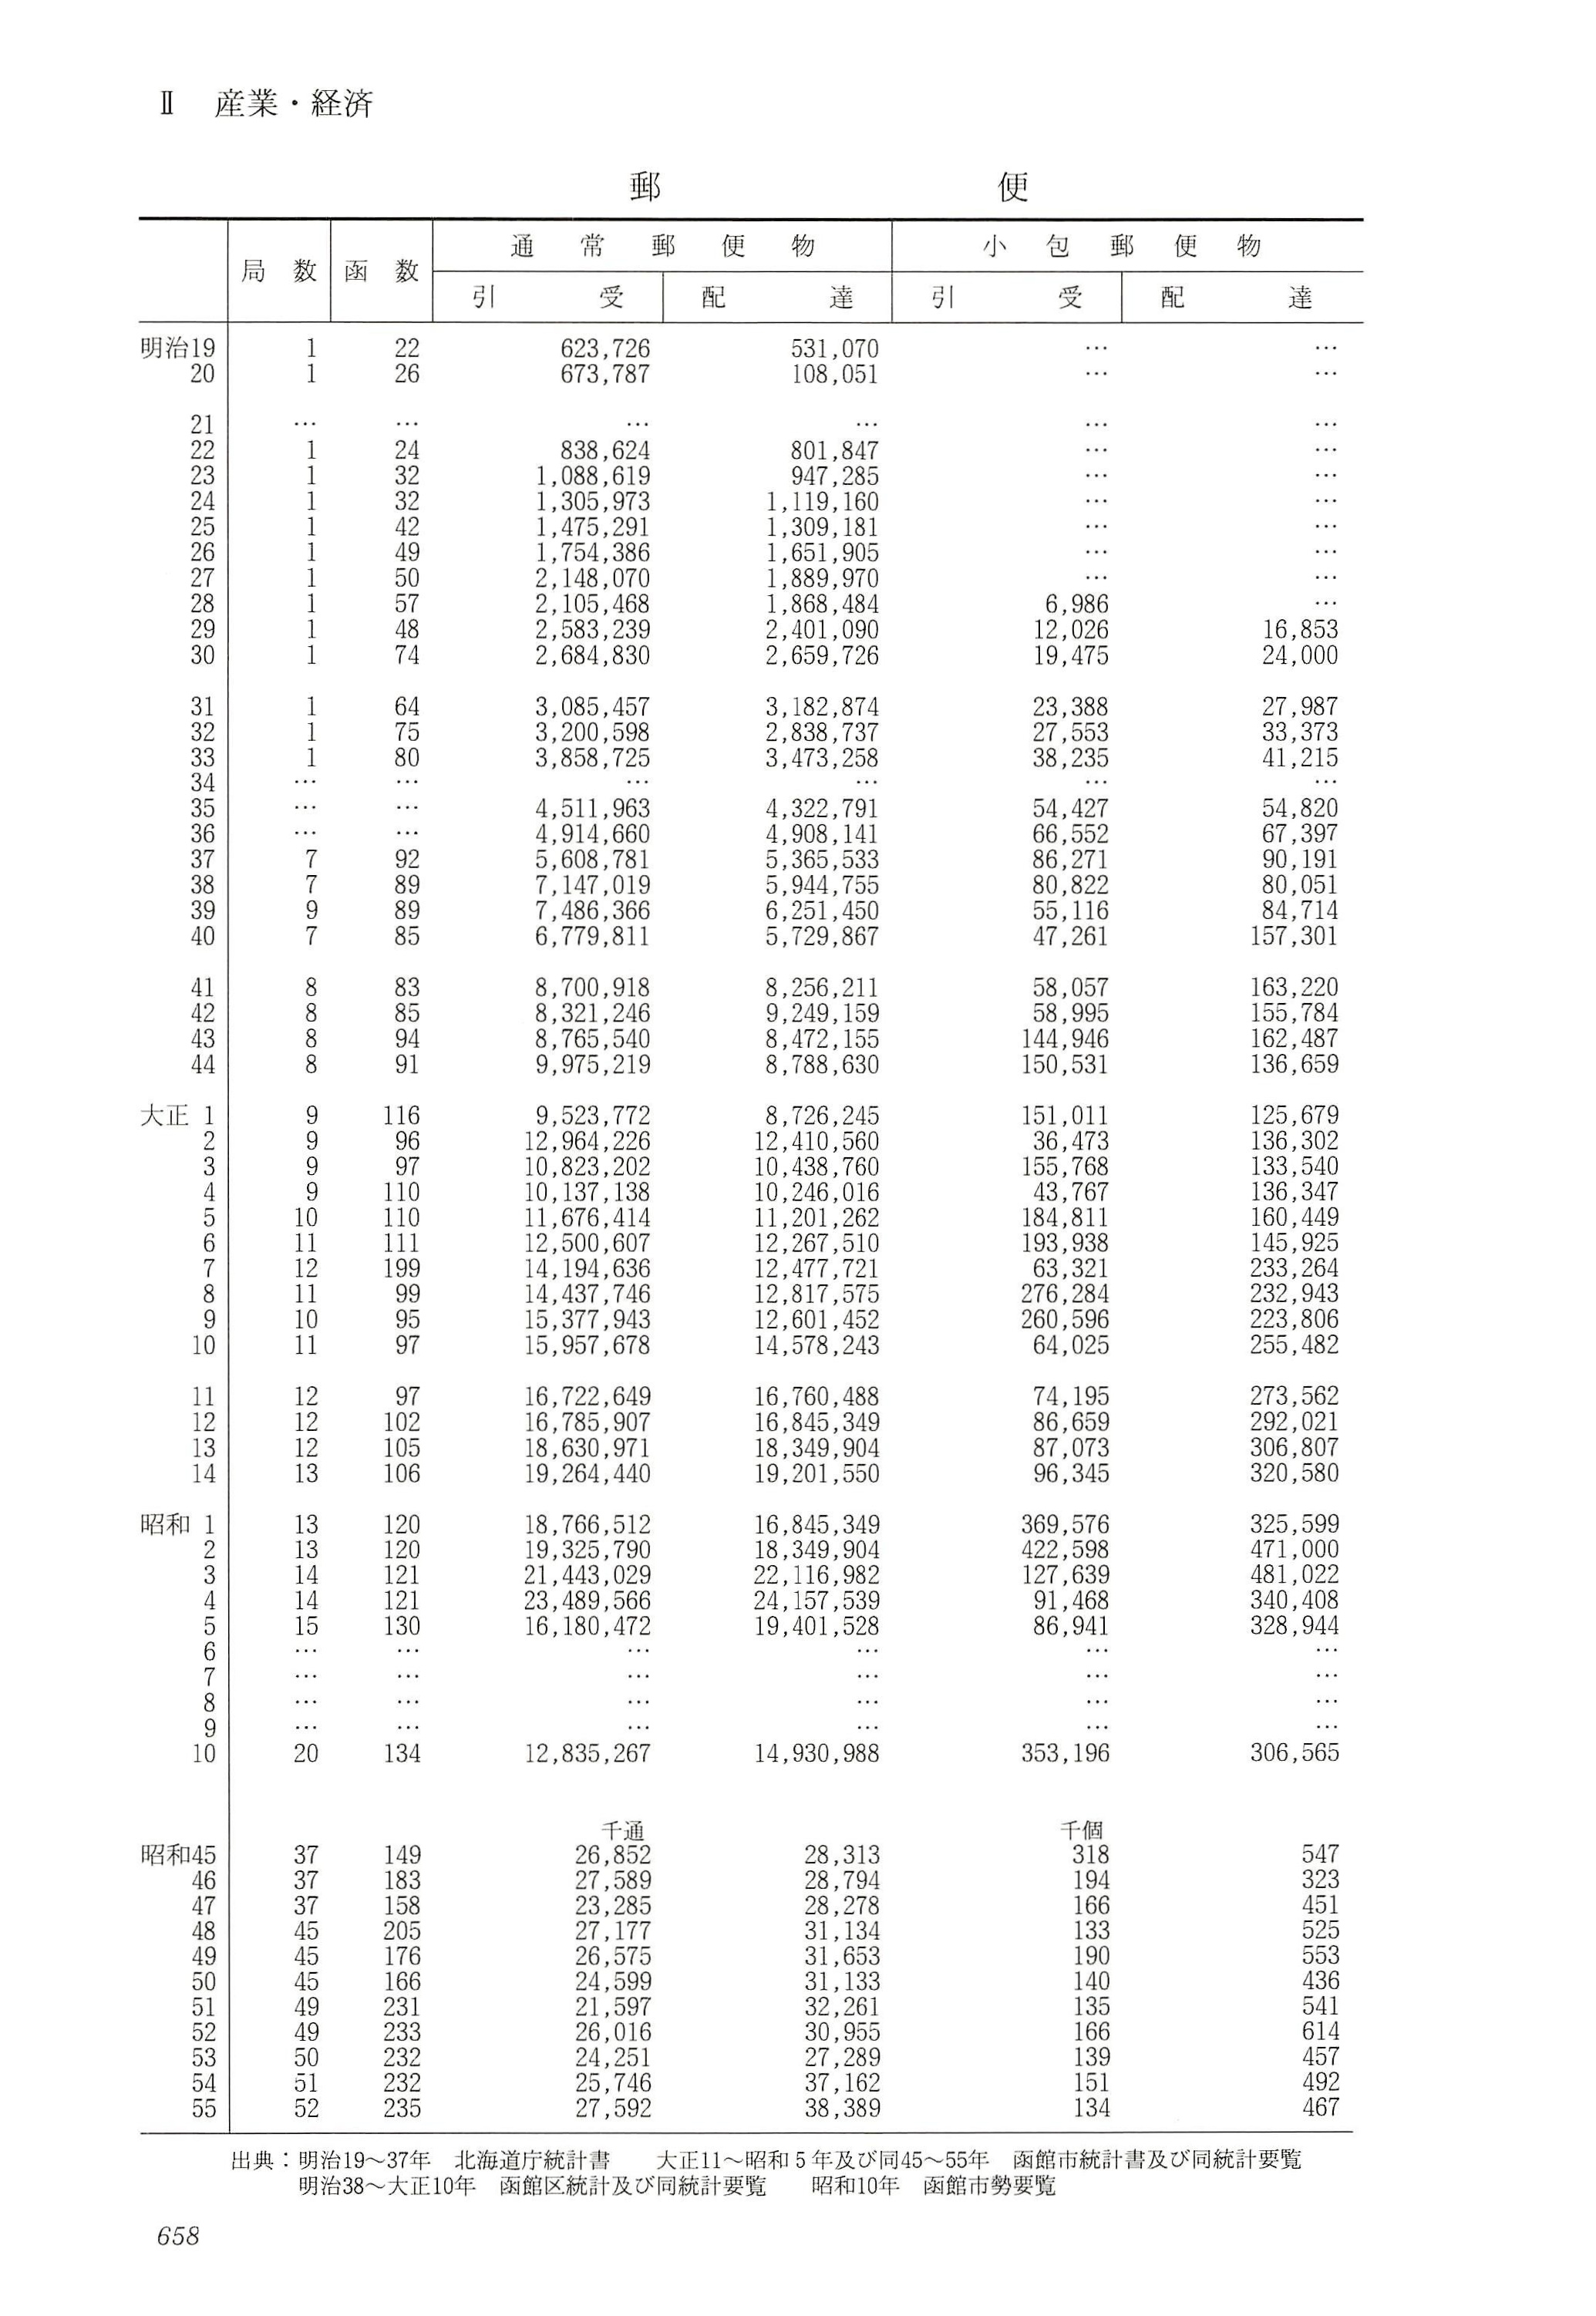 Ⅱ 産業・経済
郵 便
局数 函数 通常郵便物 小包郵便物
引受 配達 引受 配達
明治19 1 22 623,726 531,070 … …
20 1 26 673,787 108,051 … …
21 … … … … … …
22 1 24 838,624 801,847 … …
23 1 32 1,088,619 947,285 … …
24 1 32 1,305,973 1,119,160 … …
25 1 42 1,475,291 1,309,181 … …
26 1 49 1,754,386 1,651,905 … …
27 1 50 2,148,070 1,889,970 … …
28 1 57 2,105,468 1,868,484 6,986 …
29 1 48 2,583,239 2,401,090 12,026 16,853
30 1 74 2,684,830 2,659,726 19,475 24,000
31 1 64 3,085,457 3,182,874 23,388 27,987
32 1 75 3,200,598 2,838,737 27,553 33,373
33 1 80 3,858,725 3,473,258 38,235 41,215
34 … … … … … …
35 … … 4,511,963 4,322,791 54,427 54,820
36 … … 4,914,660 4,908,141 66,552 67,397
37 7 92 5,608,781 5,365,533 86,271 90,191
38 7 89 7,147,019 5,944,755 80,822 80,051
39 9 89 7,486,366 6,251,450 55,116 84,714
40 7 85 6,779,811 5,729,867 47,261 157,301
41 8 83 8,700,918 8,256,211 58,057 163,220
42 8 85 8,321,246 9,249,159 58,995 155,784
43 8 94 8,765,540 8,472,155 144,946 162,487
44 8 91 9,975,219 8,788,630 150,531 136,659
大正 1 9 116 9,523,772 8,726,245 151,011 125,679
2 9 96 12,964,226 12,410,560 36,473 136,302
3 9 97 10,823,202 10,438,760 155,768 133,540
4 9 110 10,137,138 10,246,016 43,767 136,347
5 10 110 11,676,414 11,201,262 184,811 160,449
6 11 111 12,500,607 12,267,510 193,938 145,925
7 12 199 14,194,636 12,477,721 63,321 233,264
8 11 99 14,437,746 12,817,575 276,284 232,943
9 10 95 15,377,943 12,601,452 260,596 223,806
10 11 97 15,957,678 14,578,243 64,025 255,482
11 12 97 16,722,649 16,760,488 74,195 273,562
12 12 102 16,785,907 16,845,349 86,659 292,021
13 12 105 18,630,971 18,349,904 87,073 306,807
14 13 106 19,264,440 19,201,550 96,345 320,580
昭和 1 13 120 18,766,512 16,845,349 369,576 325,599
2 13 120 19,325,790 18,349,904 422,598 471,000
3 14 121 21,443,029 22,116,982 127,639 481,022
4 14 121 23,489,566 24,157,539 91,468 340,408
5 15 130 16,180,472 19,401,528 86,941 328,944
6 … … … … … …
7 … … … … … …
8 … … … … … …
9 … … … … … …
10 20 134 12,835,267 14,930,988 353,196 306,565
千通 千個
昭和45 37 149 26,852 28,313 318 547
46 37 183 27,589 28,794 194 323
47 37 158 23,285 28,278 166 451
48 45 205 27,177 31,134 133 525
49 45 176 26,575 31,653 190 553
50 45 166 24,599 31,133 140 436
51 49 231 21,597 32,261 135 541
52 49 233 26,016 30,955 166 614
53 50 232 24,251 27,289 139 457
54 51 232 25,746 37,162 151 492
55 52 235 27,592 38,389 134 467
出典：明治19～37年 北海道庁統計書 大正11～昭和5年及び同45～55年 函館市統計書及び同統計要覧
明治38～大正10年 函館区統計及び同統計要覧 昭和10年 函館市勢要覧
658